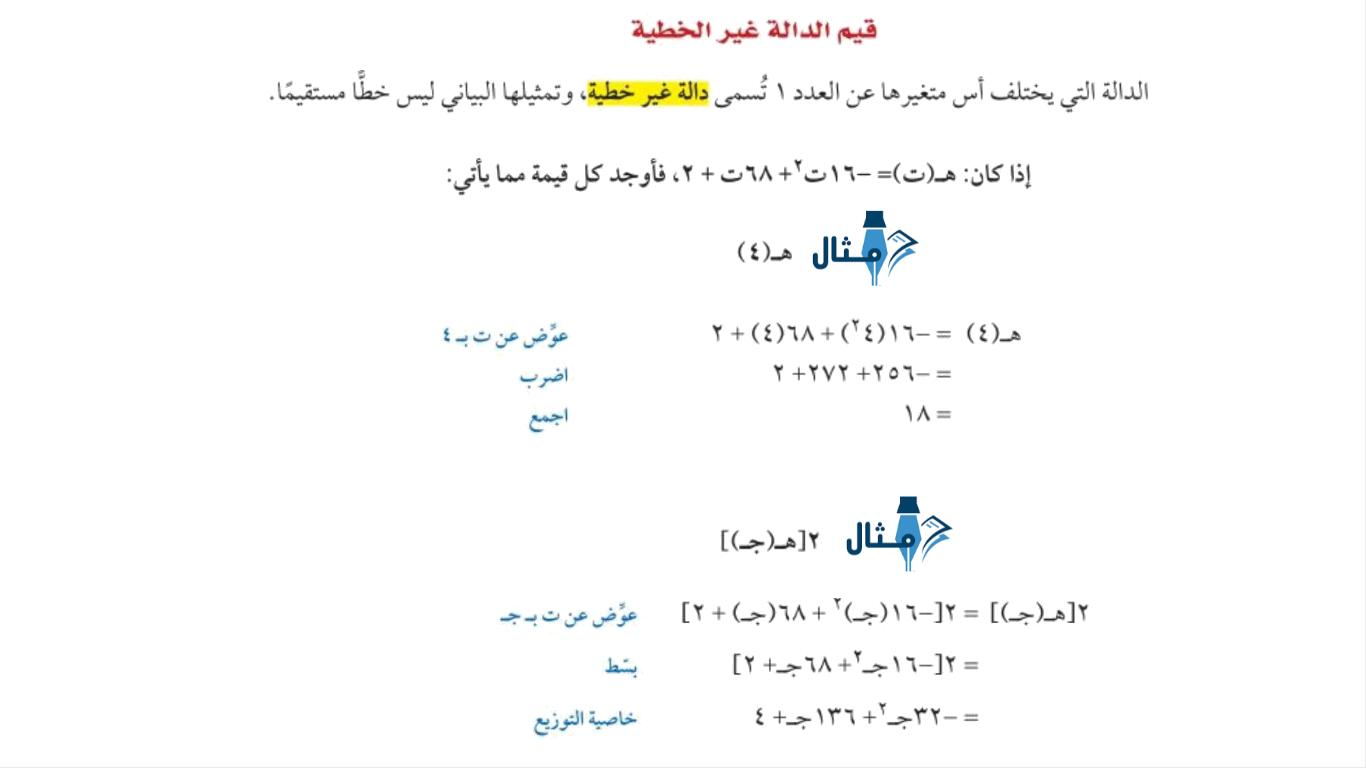 قيم الدالة غير الخطية
الدالة التي يختلف أس متغيرها عن العدد ١ تُسمى دالة غير خطية، وتمثيلها البياني ليس خطًّا مستقيمًا.
إذا كان: هـ(ت)= –١٦ت٢+ ٦٨ت + ٢، فأوجد كل قيمة مما يأتي:
مثال هـ(٤)
هـ(٤) = –١٦(٤٢) + ٦٨(٤) + ٢ عوِّض عن ت بـ ٤
= –٢٥٦+ ٢٧٢+ ٢ اضرب
= ١٨ اجمع
مثال ٢[هـ(جـ)]
٢[هـ(جـ)] = ٢[–١٦(جـ)٢ + ٦٨(جـ) + ٢] عوِّض عن ت بـ جـ
= ٢[–١٦جـ٢+ ٦٨جـ+ ٢] بسّط
= –٣٢جـ٢+ ١٣٦جـ+ ٤ خاصية التوزيع